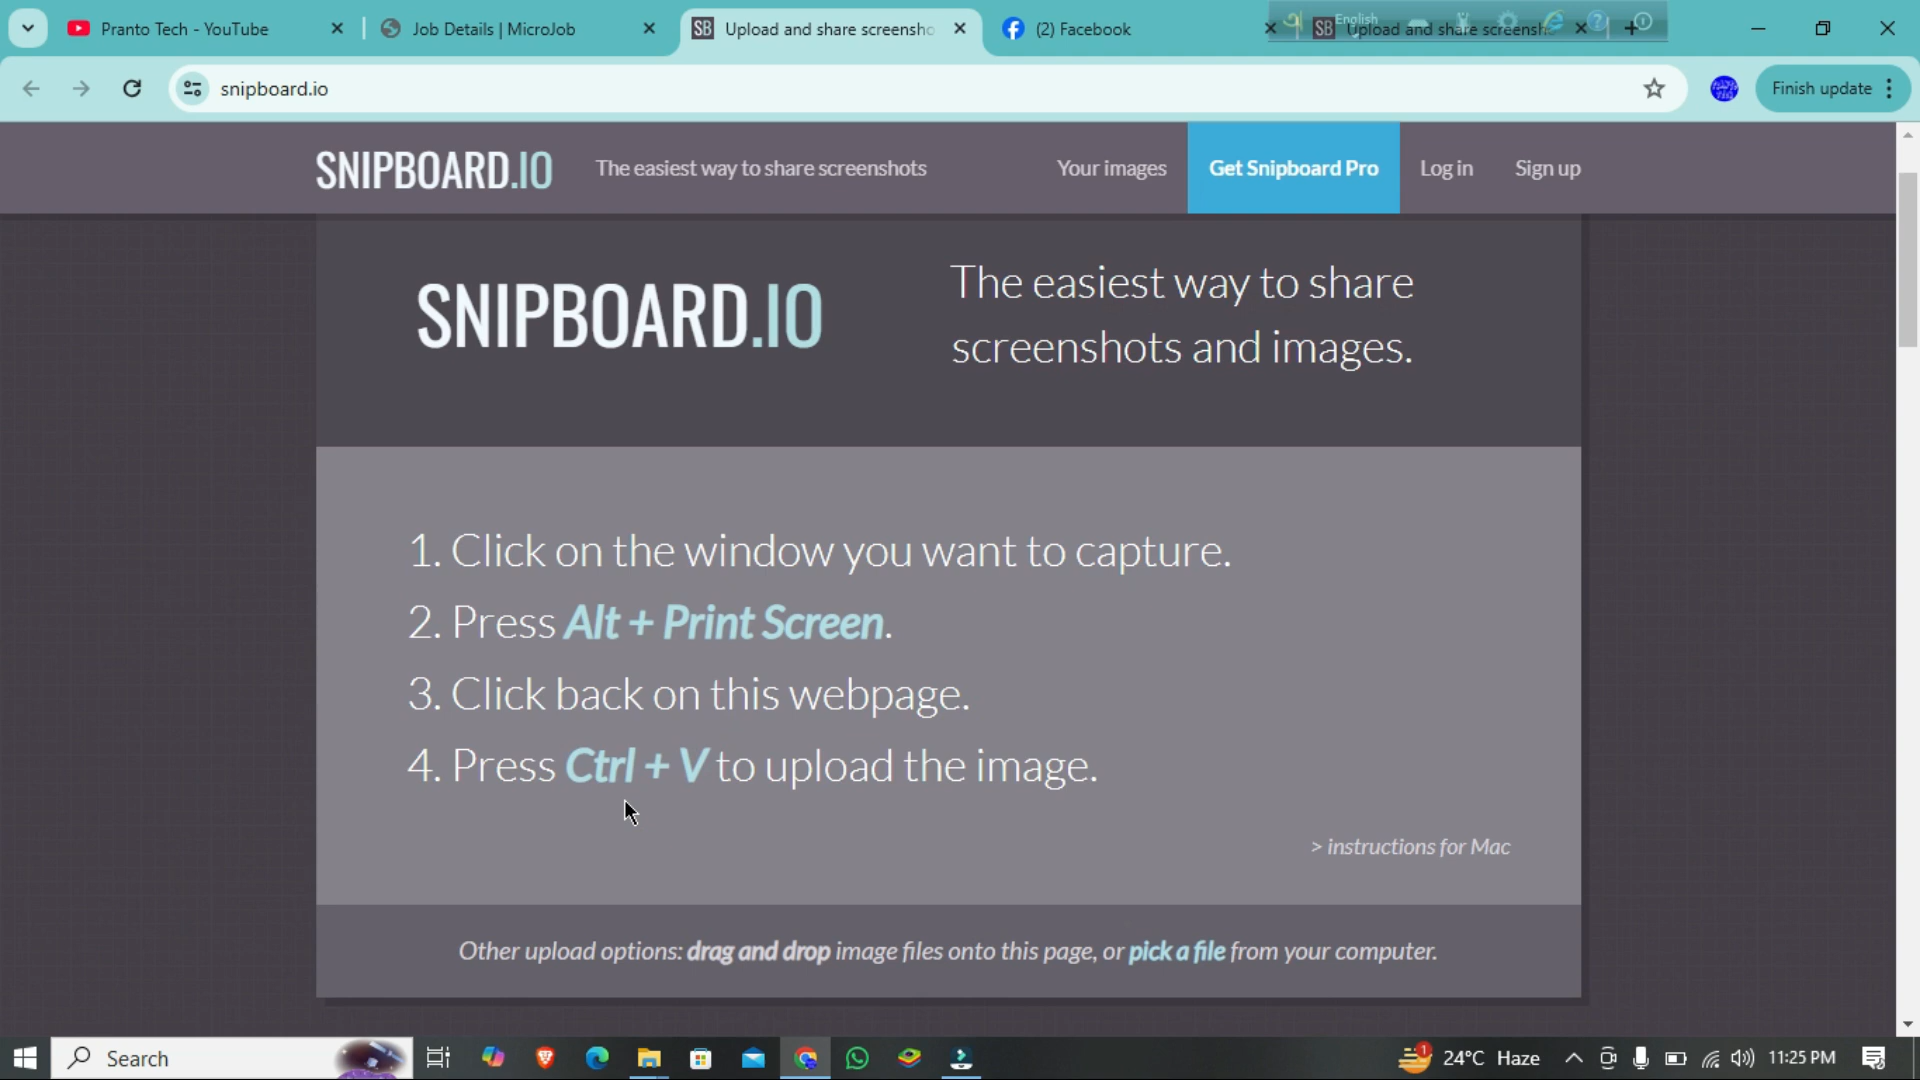 Pranto Tech - YouTube
Job Details | MicroJob
Upload and share screensho
(2) Facebook
English
SB Upload and share screensh
snipboard.io
Finish update
SNIPBOARD.IO
The easiest way to share screenshots
Your images
Get Snipboard Pro
Log in
Sign up
SNIPBOARD.IO
The easiest way to share
screenshots and images.
1. Click on the window you want to capture.
2. Press Alt + Print Screen.
3. Click back on this webpage.
4. Press Ctrl + V to upload the image.
> instructions for Mac
Other upload options: drag and drop image files onto this page, or pick a file from your computer.
Search
1
24°C Haze
11:25 PM